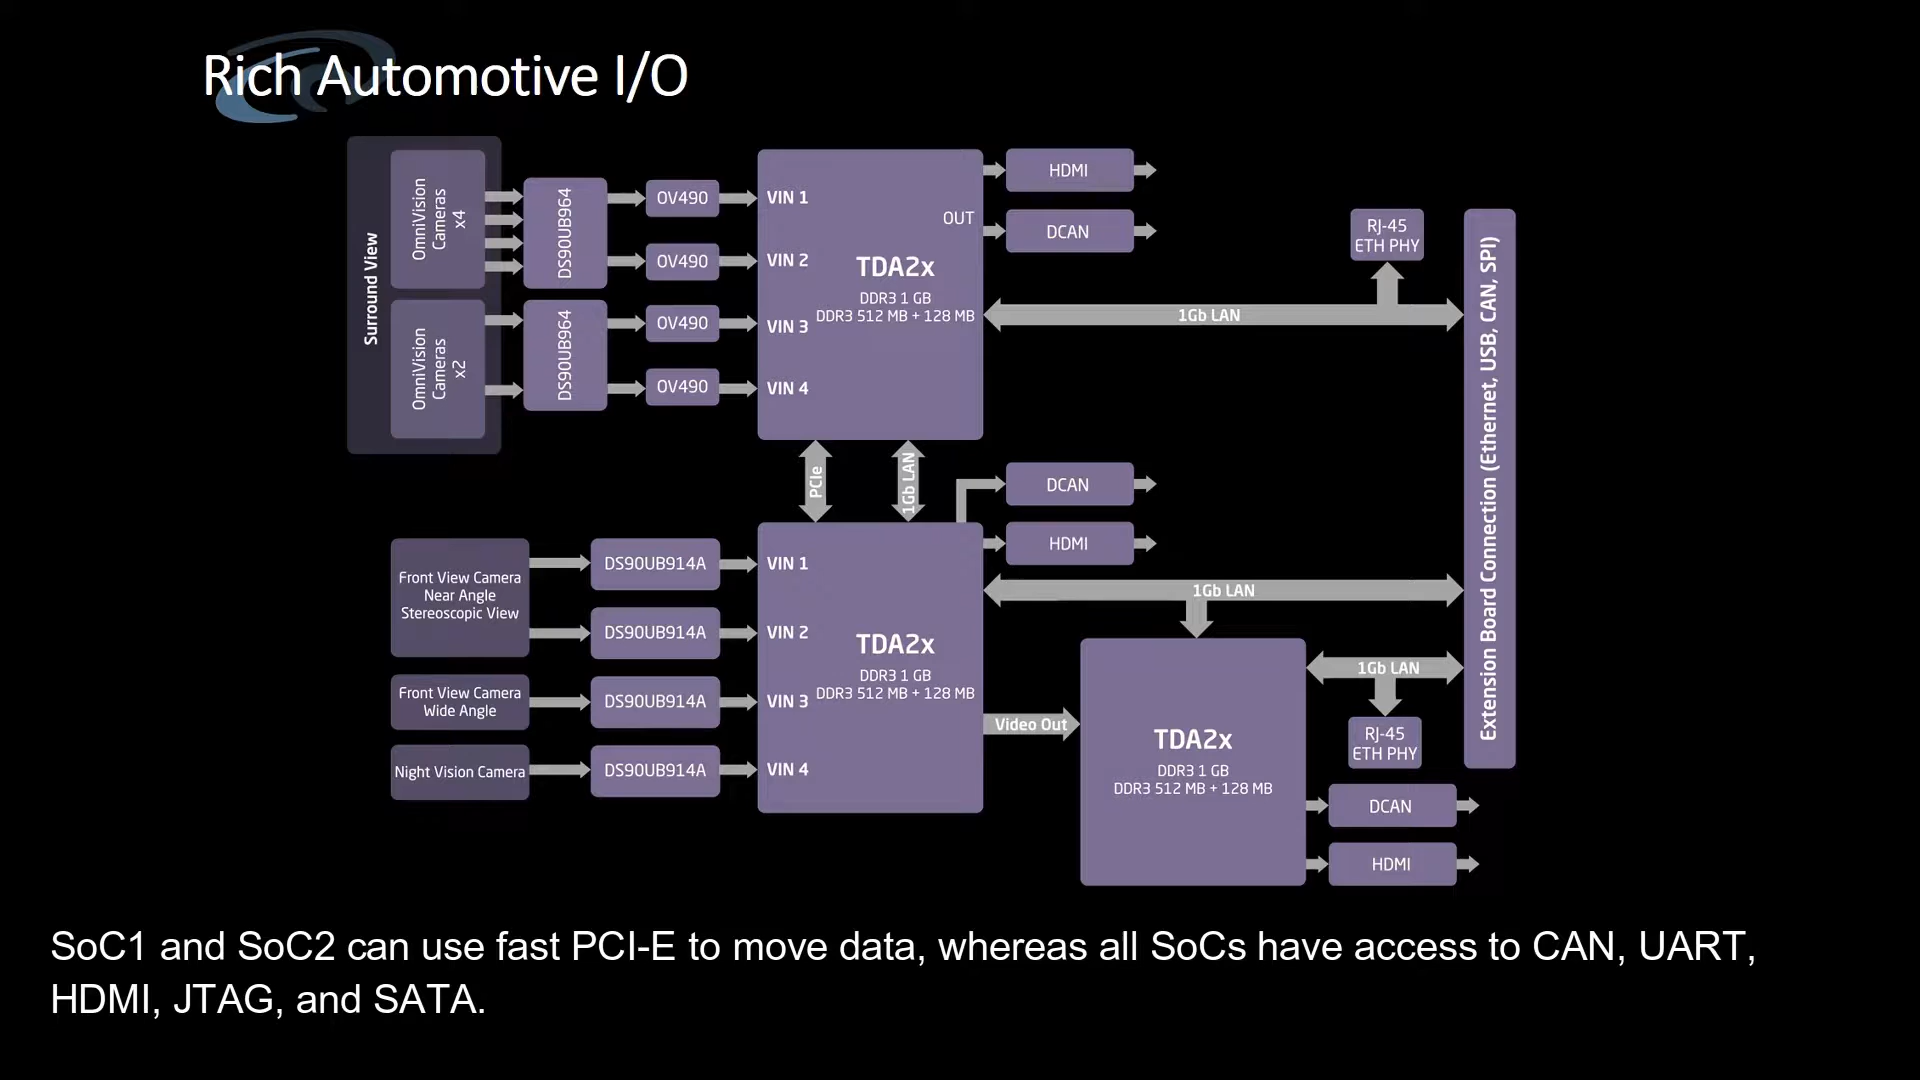 Rich Automotive I/O
Surround View
OmniVision
Cameras
x4
OmniVision
Cameras
x2
DS90UB964
DS90UB964
OV490
OV490
OV490
OV490
VIN 1
VIN 2
VIN 3
VIN 4
OUT
TDA2x
DDR3 1 GB
DDR3 512 MB + 128 MB
HDMI
DCAN
1Gb LAN
RJ-45
ETH PHY
Extension Board Connection (Ethernet, USB, CAN, SPI)
PCIe
1Gb LAN
DCAN
HDMI
1Gb LAN
Front View Camera
Near Angle
Stereoscopic View
Front View Camera
Wide Angle
Night Vision Camera
DS90UB914A
DS90UB914A
DS90UB914A
DS90UB914A
VIN 1
VIN 2
VIN 3
VIN 4
TDA2x
DDR3 1 GB
DDR3 512 MB + 128 MB
Video Out
TDA2x
DDR3 1 GB
DDR3 512 MB + 128 MB
1Gb LAN
RJ-45
ETH PHY
DCAN
HDMI
SoC1 and SoC2 can use fast PCI-E to move data, whereas all SoCs have access to CAN, UART,
HDMI, JTAG, and SATA.